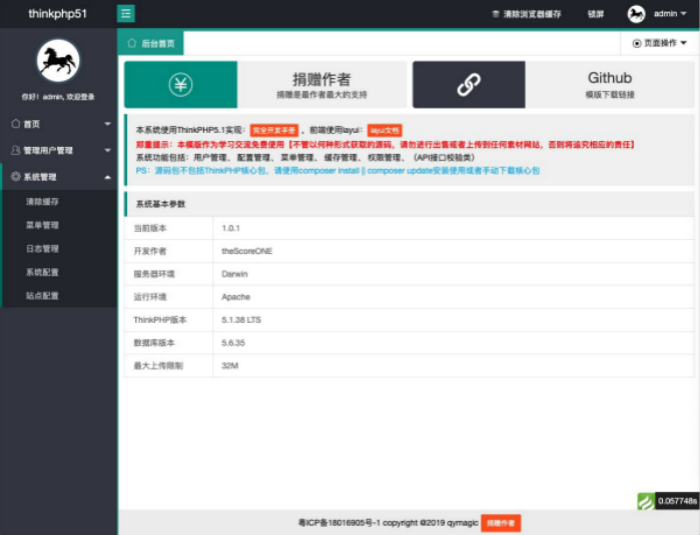 thinkphp51
清除浏览器缓存 锁屏 admin
后台首页
页面操作
你好！admin, 欢迎登录
捐赠作者
捐赠是最作者最大的支持
Github
模版下载链接
首页
管理用户管理
系统管理
清除缓存
菜单管理
日志管理
系统配置
站点配置
本系统使用ThinkPHP5.1实现: 完全开发手册 ，前端使用layui: layui文档
郑重提示：本模版作为学习交流免费使用【不管以何种形式获取的源码，请勿进行出售或者上传到任何素材网站，否则将追究相应的责任】
系统功能包括：用户管理、配置管理、菜单管理、缓存管理、权限管理、（API接口校验类）
PS：源码包不包括ThinkPHP核心包，请使用composer install || composer update安装使用或者手动下载核心包
系统基本参数
当前版本 1.0.1
开发作者 theScoreONE
服务器环境 Darwin
运行环境 Apache
ThinkPHP版本 5.1.38 LTS
数据库版本 5.6.35
最大上传限制 32M
0.057748s
粤ICP备18016905号-1 copyright @2019 qymagic 捐赠作者